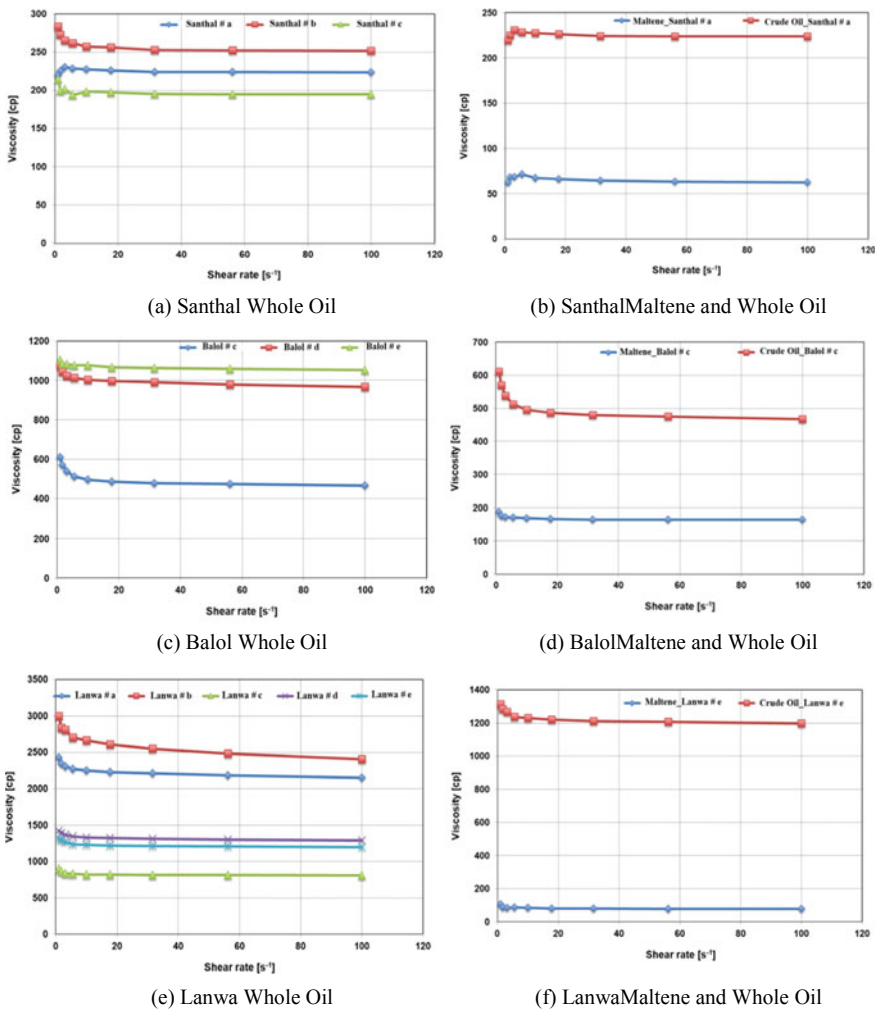 Santhal # a Santhal # b Santhal # c
Viscosity [cp]
300
250
200
150
100
50
0
0 20 40 60 80 100 120
Shear rate [s⁻¹]
(a) Santhal Whole Oil
Maltene_Santhal # a Crude Oil_Santhal # a
Viscosity [cp]
250
200
150
100
50
0
0 20 40 60 80 100 120
Shear rate [s⁻¹]
(b) SanthalMaltene and Whole Oil
Balol # c Balol # d Balol # e
Viscosity [cp]
1200
1000
800
600
400
200
0
0 20 40 60 80 100 120
Shear rate [s⁻¹]
(c) Balol Whole Oil
Maltene_Balol # c Crude Oil_Balol # c
Viscosity [cp]
700
600
500
400
300
200
100
0
0 20 40 60 80 100 120
Shear rate [s⁻¹]
(d) BalolMaltene and Whole Oil
Lanwa # a Lanwa # b Lanwa # c Lanwa # d Lanwa # e
Viscosity [cp]
3500
3000
2500
2000
1500
1000
500
0
0 20 40 60 80 100 120
Shear rate [s⁻¹]
(e) Lanwa Whole Oil
Maltene_Lanwa # e Crude Oil_Lanwa # e
Viscosity [cp]
1400
1200
1000
800
600
400
200
0
0 20 40 60 80 100 120
Shear rate [s⁻¹]
(f) LanwaMaltene and Whole Oil